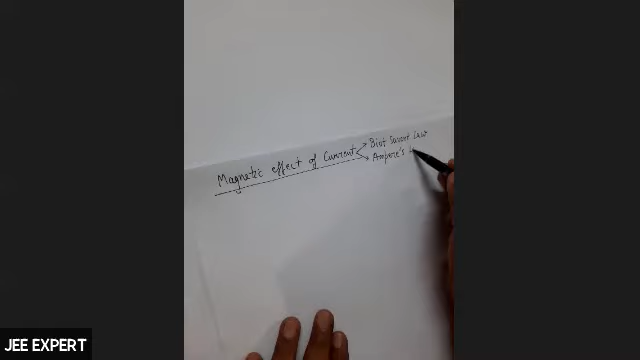 Magnetic effect of Current
Biot Savart Law
Ampere's L
JEE EXPERT